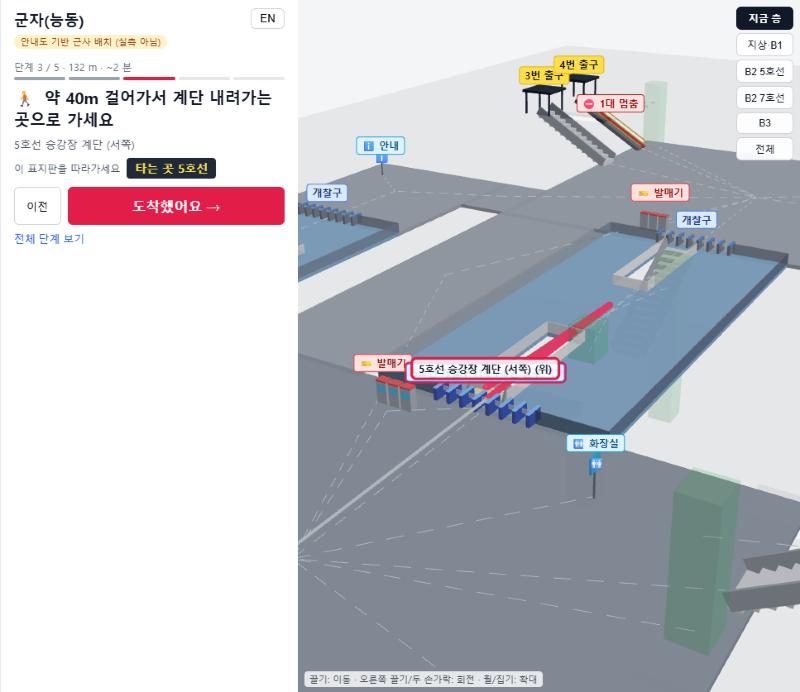 군자(능동)
EN
안내도 기반 근사 배치 (실측 아님)
단계 3 / 5 · 132 m · ~2 분
약 40m 걸어가서 계단 내려가는
곳으로 가세요
5호선 승강장 계단 (서쪽)
이 표지판을 따라가세요 타는 곳 5호선
이전
도착했어요 →
전체 단계 보기
지금 층
지상·B1
B2 5호선
B2 7호선
B3
전체
4번 출구
3번 출구
1대 멈춤
안내
개찰구
발매기
개찰구
발매기
5호선 승강장 계단 (서쪽) (위)
화장실
끌기: 이동 · 오른쪽 끌기/두 손가락: 회전 · 휠/집기: 확대